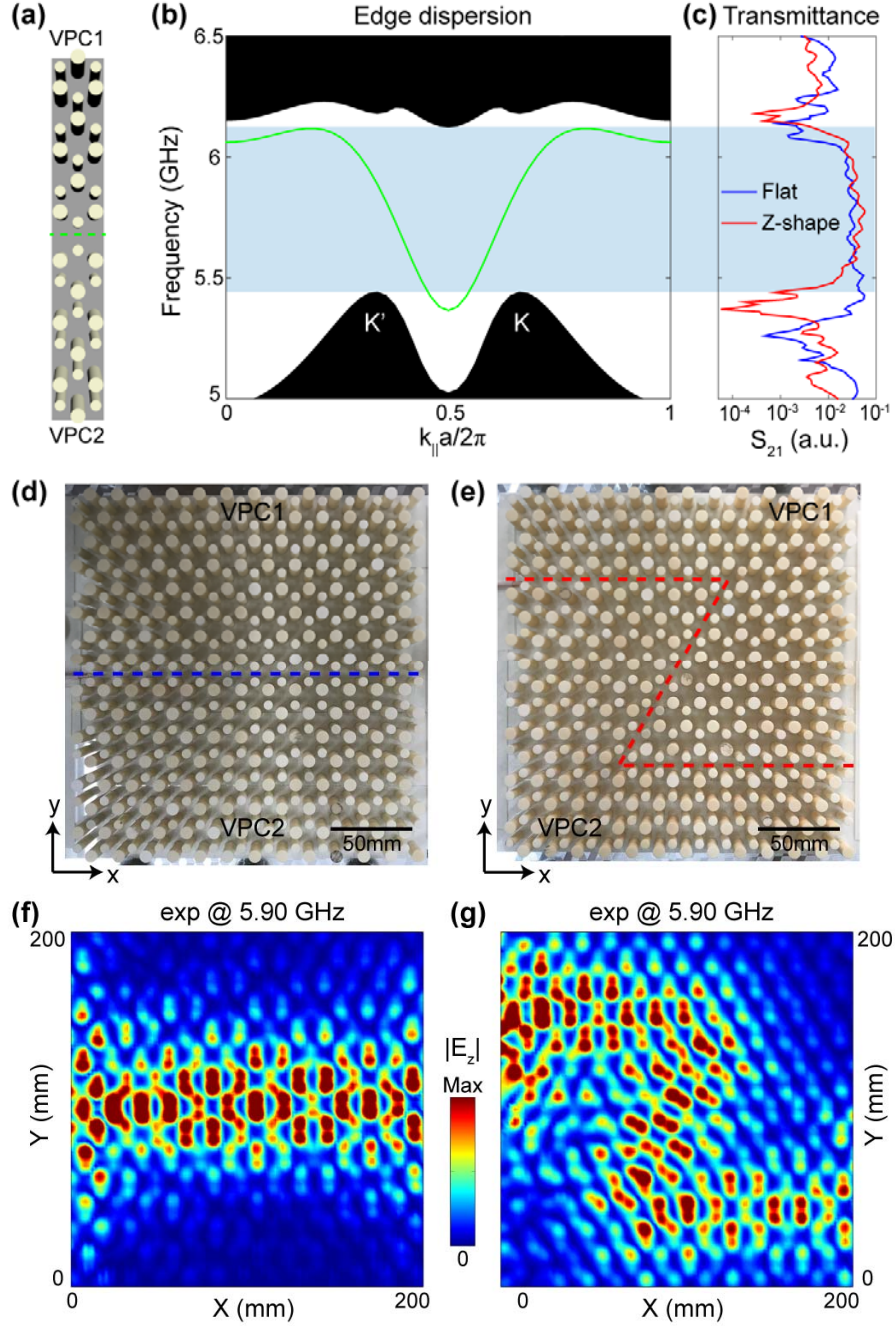 (a)
VPC1
VPC2
(b) Edge dispersion
6.5
6
5.5
5
Frequency (GHz)
K' K
0 0.5 1
k||a/2π
(c) Transmittance
Flat
Z-shape
10-4 10-3 10-2 10-1
S21 (a.u.)
(d)
VPC1
VPC2
50mm
y
x
(e)
VPC1
VPC2
50mm
y
x
(f) exp @ 5.90 GHz
200
Y (mm)
0
0 X (mm) 200
|Ez|
Max
0
(g) exp @ 5.90 GHz
200
Y (mm)
0
0 X (mm) 200